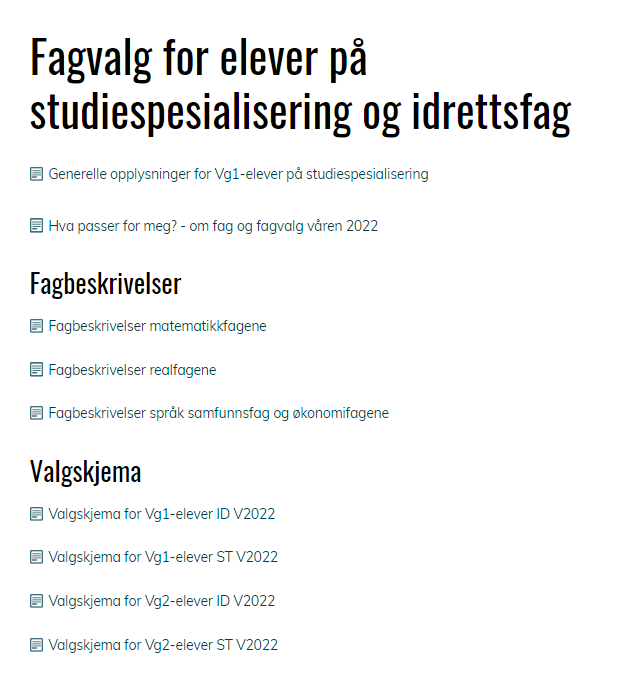 Fagvalg for elever på
studiespesialisering og idrettsfag
Generelle opplysninger for Vg1-elever på studiespesialisering
Hva passer for meg? - om fag og fagvalg våren 2022
Fagbeskrivelser
Fagbeskrivelser matematikkfagene
Fagbeskrivelser realfagene
Fagbeskrivelser språk samfunnsfag og økonomifagene
Valgskjema
Valgskjema for Vg1-elever ID V2022
Valgskjema for Vg1-elever ST V2022
Valgskjema for Vg2-elever ID V2022
Valgskjema for Vg2-elever ST V2022